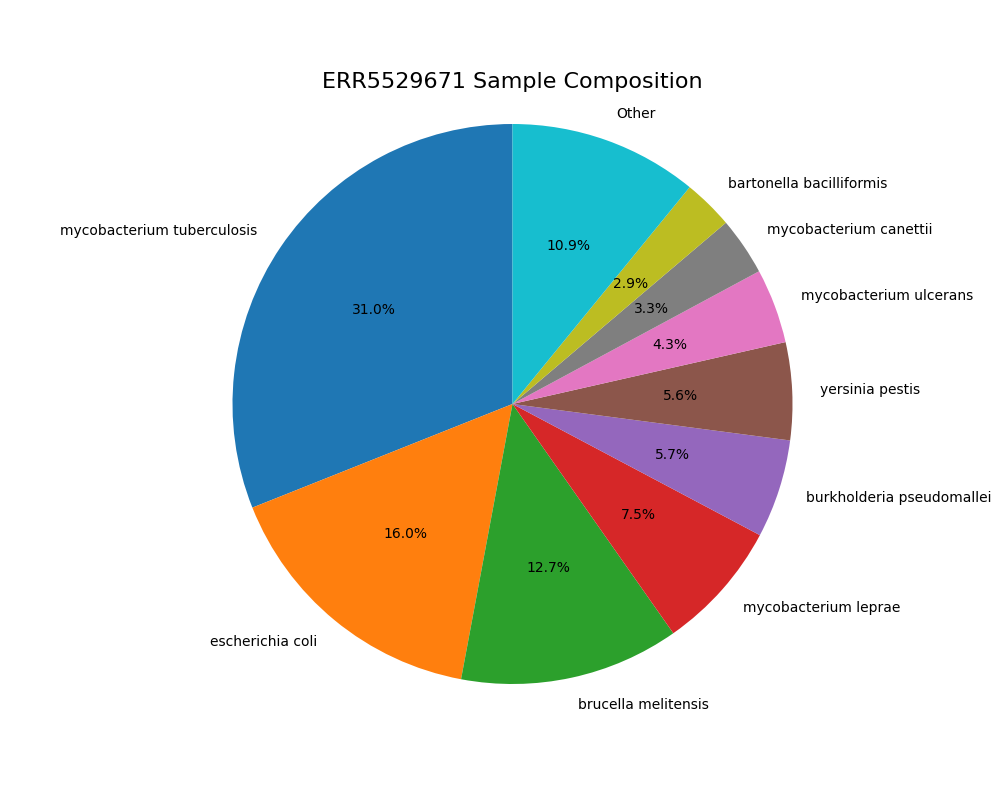 ERR5529671 Sample Composition
Other
10.9%
bartonella bacilliformis
2.9%
mycobacterium canettii
3.3%
mycobacterium ulcerans
4.3%
yersinia pestis
5.6%
burkholderia pseudomallei
5.7%
mycobacterium leprae
7.5%
brucella melitensis
12.7%
escherichia coli
16.0%
mycobacterium tuberculosis
31.0%